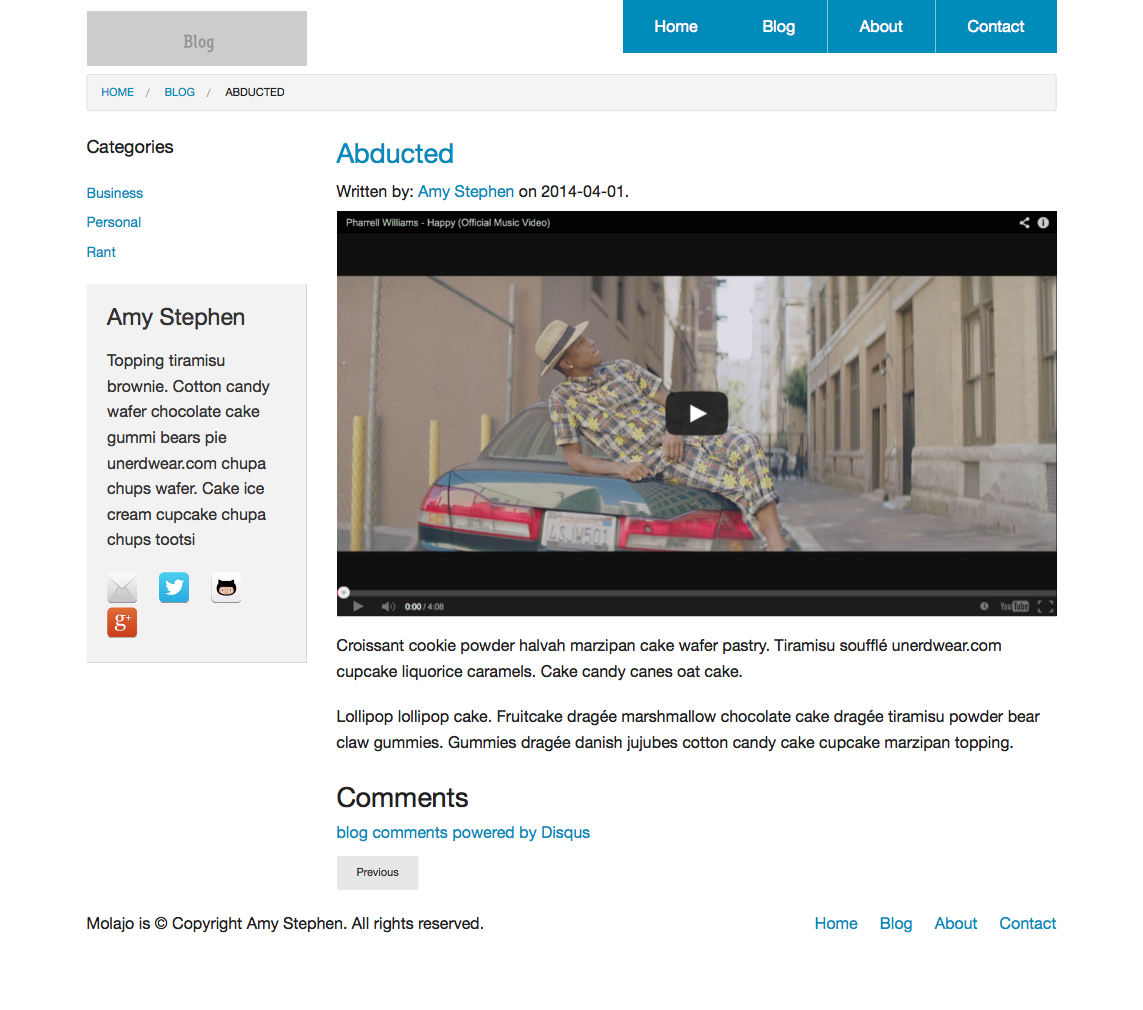 Blog
Home Blog About Contact
HOME / BLOG / ABDUCTED
Categories
Business
Personal
Rant
Amy Stephen
Topping tiramisu
brownie. Cotton candy
wafer chocolate cake
gummi bears pie
unerdwear.com chupa
chups wafer. Cake ice
cream cupcake chupa
chups tootsi
g+
Abducted
Written by: Amy Stephen on 2014-04-01.
Pharrell Williams - Happy (Official Music Video)
4SJW501
0:00 / 4:08
YouTube
Croissant cookie powder halvah marzipan cake wafer pastry. Tiramisu soufflé unerdwear.com
cupcake liquorice caramels. Cake candy canes oat cake.
Lollipop lollipop cake. Fruitcake dragée marshmallow chocolate cake dragée tiramisu powder bear
claw gummies. Gummies dragée danish jujubes cotton candy cake cupcake marzipan topping.
Comments
blog comments powered by Disqus
Previous
Molajo is © Copyright Amy Stephen. All rights reserved.
Home Blog About Contact